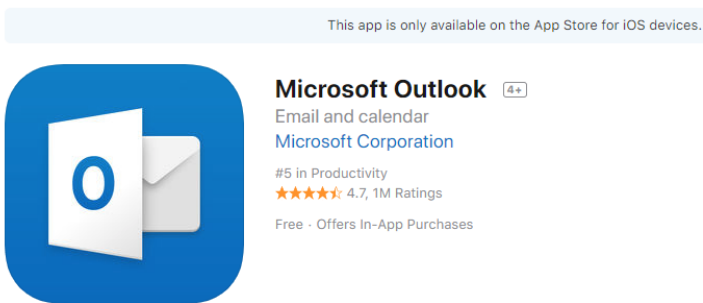 This app is only available on the App Store for iOS devices.
Microsoft Outlook 4+
Email and calendar
Microsoft Corporation
#5 in Productivity
4.7, 1M Ratings
Free · Offers In-App Purchases
O